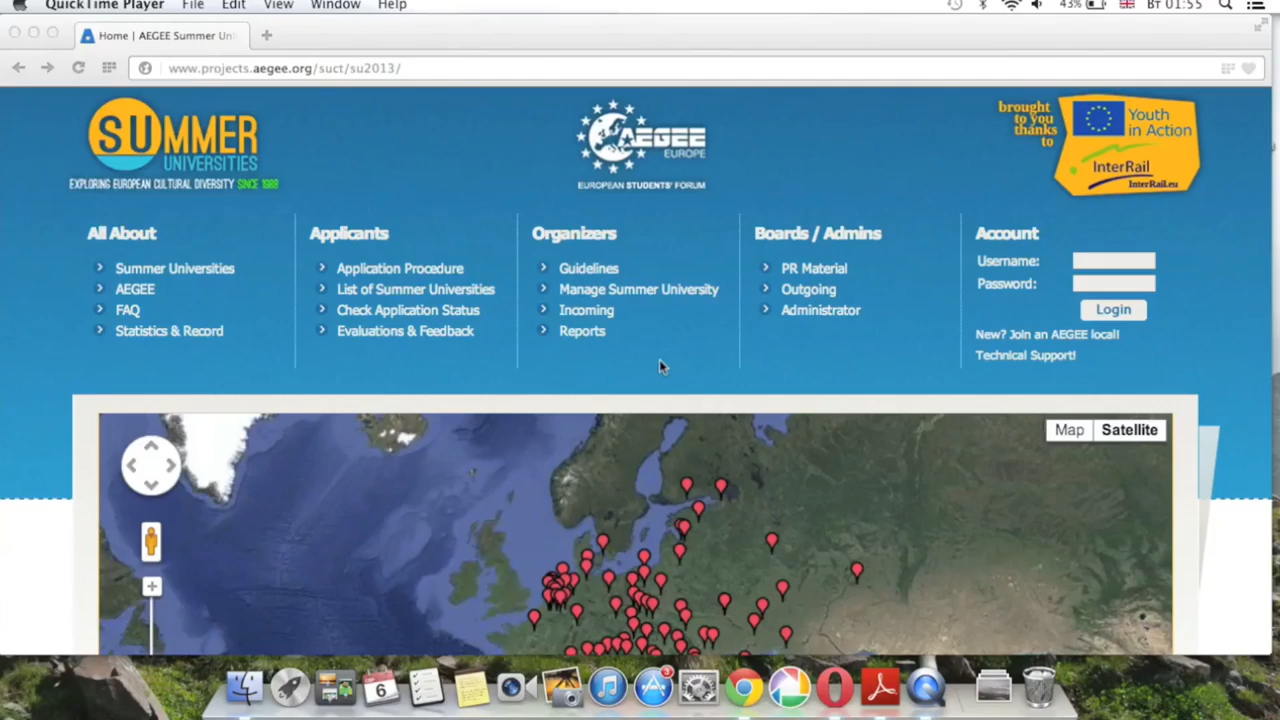 QuickTime Player File Edit View Window Help 43% Вт 01:55
Home | AEGEE Summer Uni
www.projects.aegee.org/suct/su2013/
SUMMER
UNIVERSITIES
EXPLORING EUROPEAN CULTURAL DIVERSITY SINCE 1988
AEGEE
EUROPE
EUROPEAN STUDENTS' FORUM
brought
to you
thanks
to
Youth
in Action
InterRail
InterRail.eu
All About
Summer Universities
AEGEE
FAQ
Statistics & Record
Applicants
Application Procedure
List of Summer Universities
Check Application Status
Evaluations & Feedback
Organizers
Guidelines
Manage Summer University
Incoming
Reports
Boards / Admins
PR Material
Outgoing
Administrator
Account
Username:
Password:
Login
New? Join an AEGEE local!
Technical Support!
Map Satellite
6
3